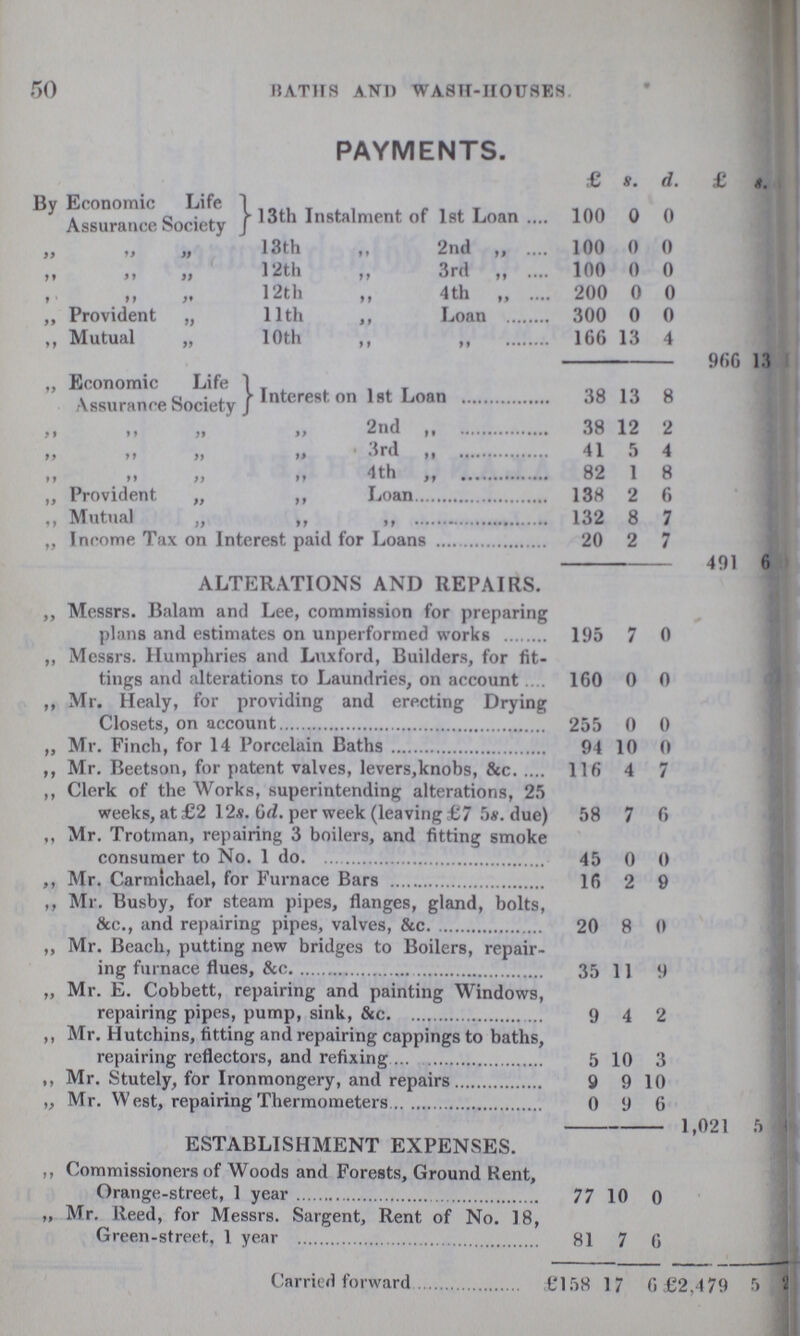 50 BATHS AND WASH-HOUSES.
PAYMENTS.
£ s. d. £ s.
By Economic Life
Assurance Society } 13th Instalment of 1st Loan .... 100 0 0
,, ,, ,, 13th ,, 2nd ,, .... 100 0 0
,, ,, ,, 12th ,, 3rd ,, .... 100 0 0
,, ,, ,, 12th ,, 4th ,, .... 200 0 0
,, Provident ,, 11th ,, Loan ........ 300 0 0
,, Mutual ,, 10th ,, ,, ........ 166 13 4
966 13
,, Economic Life
Assurance Society } Interest on 1st Loan ............... 38 13 8
,, ,, ,, ,, 2nd ,, ............... 38 12 2
,, ,, ,, ,, 3rd ,, ............... 41 5 4
,, ,, ,, ,, 4th ,, ............... 82 1 8
,, Provident ,, ,, Loan...................... 138 2 6
,, Mutual ,, ,, ,, ...................... 132 8 7
,, Income Tax on Interest paid for Loans .................. 20 2 7
491 6
ALTERATIONS AND REPAIRS.
,, Messrs. Balam and Lee, commission for preparing
plans and estimates on unperformed works ........ 195 7 0
,, Messrs. Humphries and Luxford, Builders, for fit-
tings and alterations to Laundries, on account .... 160 0 0
,, Mr. Healy, for providing and erecting Drying
Closets, on account............................................. 255 0 0
,, Mr. Finch, for 14 Porcelain Baths .......................... 94 10 0
,, Mr. Beetson, for patent valves, levers,knobs, &c. .... 116 4 7
,, Clerk of the Works, superintending alterations, 25
weeks, at £2 12s. 6d. per week (leaving £7 5s. due) 58 7 6
,, Mr. Trotman, repairing 3 boilers, and fitting smoke
consumer to No. 1 do. ..................................... 45 0 0
,, Mr. Carmichael, for Furnace Bars .......................... 16 2 9
,, Mr. Busby, for steam pipes, flanges, gland, bolts,
&c., and repairing pipes, valves, &c. .................. 20 8 0
,, Mr. Beach, putting new bridges to Boilers, repair-
ing furnace flues, &c. ......................................... 35 11 9
,, Mr. E. Cobbett, repairing and painting Windows,
repairing pipes, pump, sink, &c. ...................... 9 4 2
,, Mr. Hutchins, fitting and repairing cappings to baths,
repairing reflectors, and refixing... ..................... 5 10 3
,, Mr. Stutely, for Ironmongery, and repairs............... 9 9 10
,, Mr. West, repairing Thermometers... ..................... 0 9 6
1,021 5
ESTABLISHMENT EXPENSES.
,, Commissioners of Woods and Forests, Ground Rent,
Orange-street, 1 year ......................................... 77 10 0
,, Mr. Reed, for Messrs. Sargent, Rent of No. 18,
Green-street, 1 year ........................................ 81 7 6
Carried forward.................. £158 17 6 £2,479 5 2